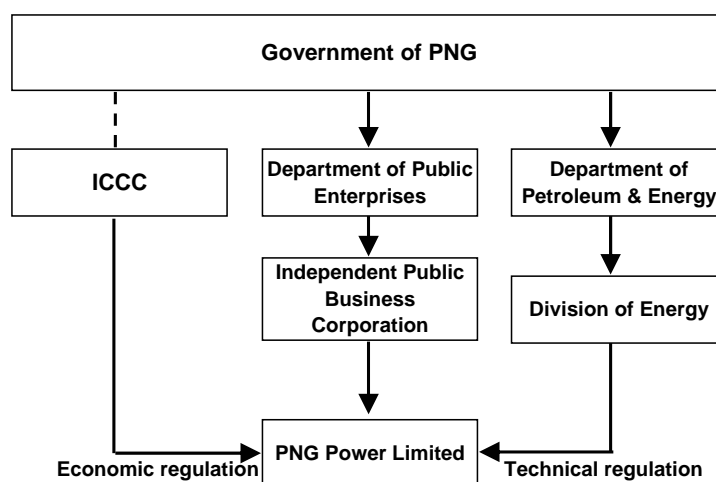 Government of PNG
ICCC
Department of Public
Enterprises
Department of
Petroleum & Energy
Independent Public
Business
Corporation
Division of Energy
Economic regulation
PNG Power Limited
Technical regulation